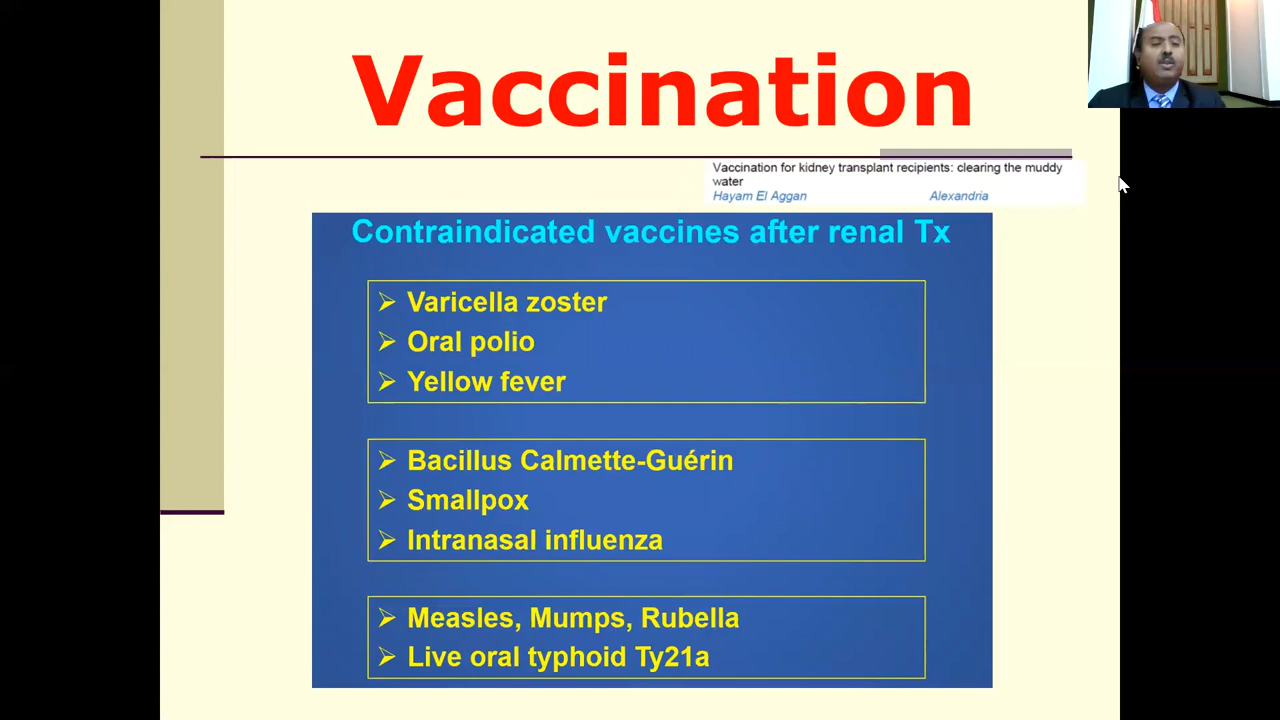 Vaccination
Vaccination for kidney transplant recipients: clearing the muddy
water
Hayam El Aggan Alexandria
Contraindicated vaccines after renal Tx
➢ Varicella zoster
➢ Oral polio
➢ Yellow fever
➢ Bacillus Calmette-Guérin
➢ Smallpox
➢ Intranasal influenza
➢ Measles, Mumps, Rubella
➢ Live oral typhoid Ty21a